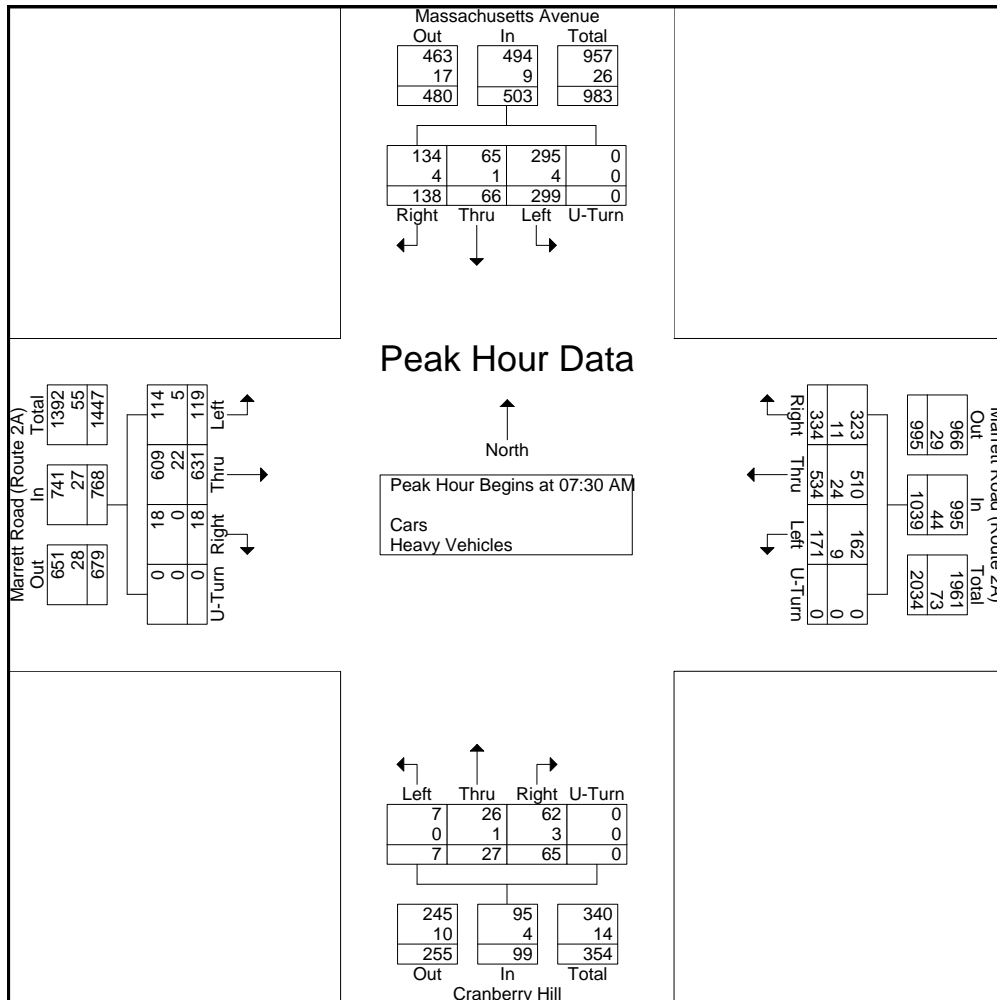 Massachusetts Avenue
Out In Total
463 494 957
17 9 26
480 503 983
134 65 295 0
4 1 4 0
138 66 299 0
Right Thru Left U-Turn
Peak Hour Data
North
Peak Hour Begins at 07:30 AM
Cars
Heavy Vehicles
Marrett Road (Route 2A)
Out In Total
651 741 1392
28 27 55
679 768 1447
U-Turn Right Thru Left
0 18 609 114
0 0 22 5
0 18 631 119
Marrett Road (Route 2A)
Out In Total
966 995 1961
29 44 73
995 1039 2034
Right Thru Left U-Turn
323 510 162 0
11 24 9 0
334 534 171 0
Left Thru Right U-Turn
7 26 62 0
0 1 3 0
7 27 65 0
245 95 340
10 4 14
255 99 354
Out In Total
Cranberry Hill